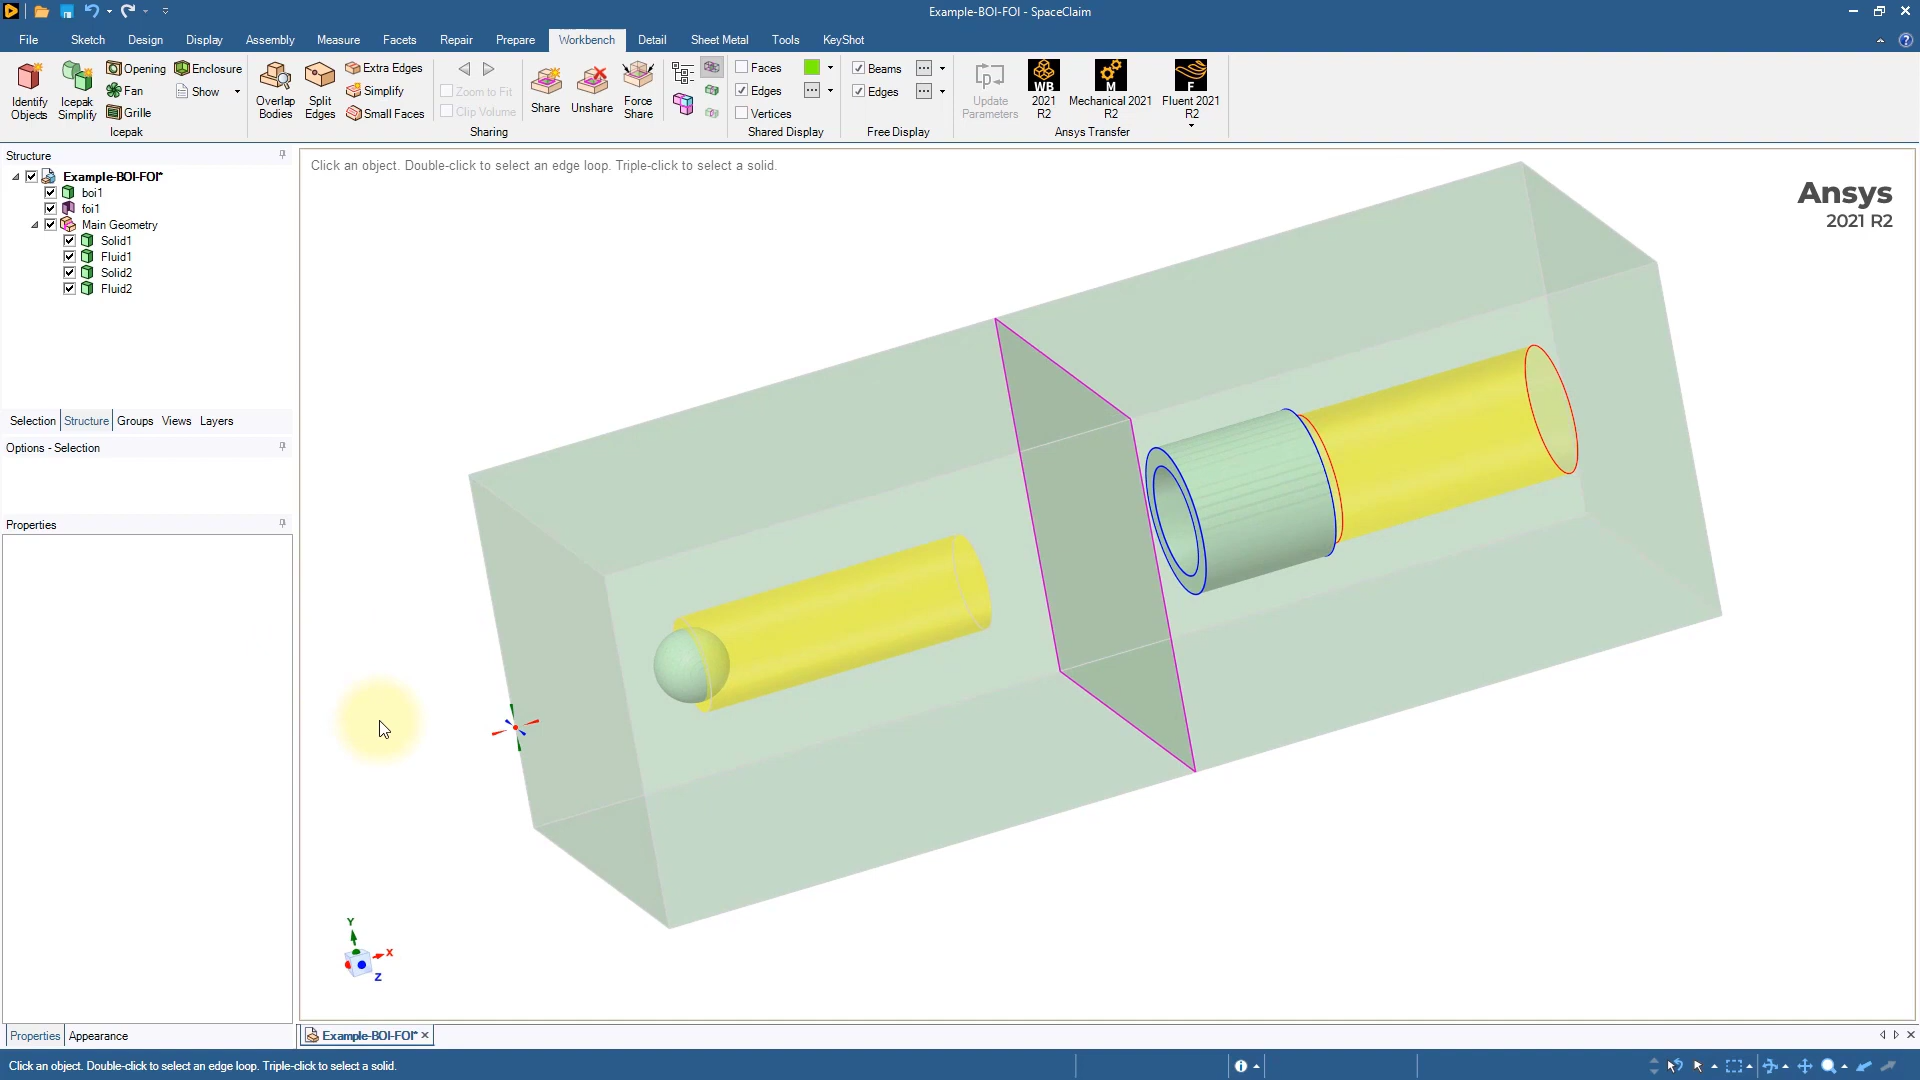 Example-BOI-FOI - SpaceClaim
File Sketch Design Display Assembly Measure Facets Repair Prepare Workbench Detail Sheet Metal Tools KeyShot
Identify Objects
Icepak Simplify
Opening
Fan
Grille
Enclosure
Show
Icepak
Overlap Bodies
Split Edges
Extra Edges
Simplify
Small Faces
Zoom to Fit
Clip Volume
Share
Unshare
Force Share
Sharing
Faces
Edges
Vertices
Shared Display
Beams
Edges
Free Display
Update Parameters
WB
2021 R2
M
Mechanical 2021 R2
F
Fluent 2021 R2
Ansys Transfer
Structure
Example-BOI-FOI*
boi1
foi1
Main Geometry
Solid1
Fluid1
Solid2
Fluid2
Selection Structure Groups Views Layers
Options - Selection
Properties
Properties Appearance
Click an object. Double-click to select an edge loop. Triple-click to select a solid.
Ansys
2021 R2
Y
X
Z
Example-BOI-FOI*
Click an object. Double-click to select an edge loop. Triple-click to select a solid.